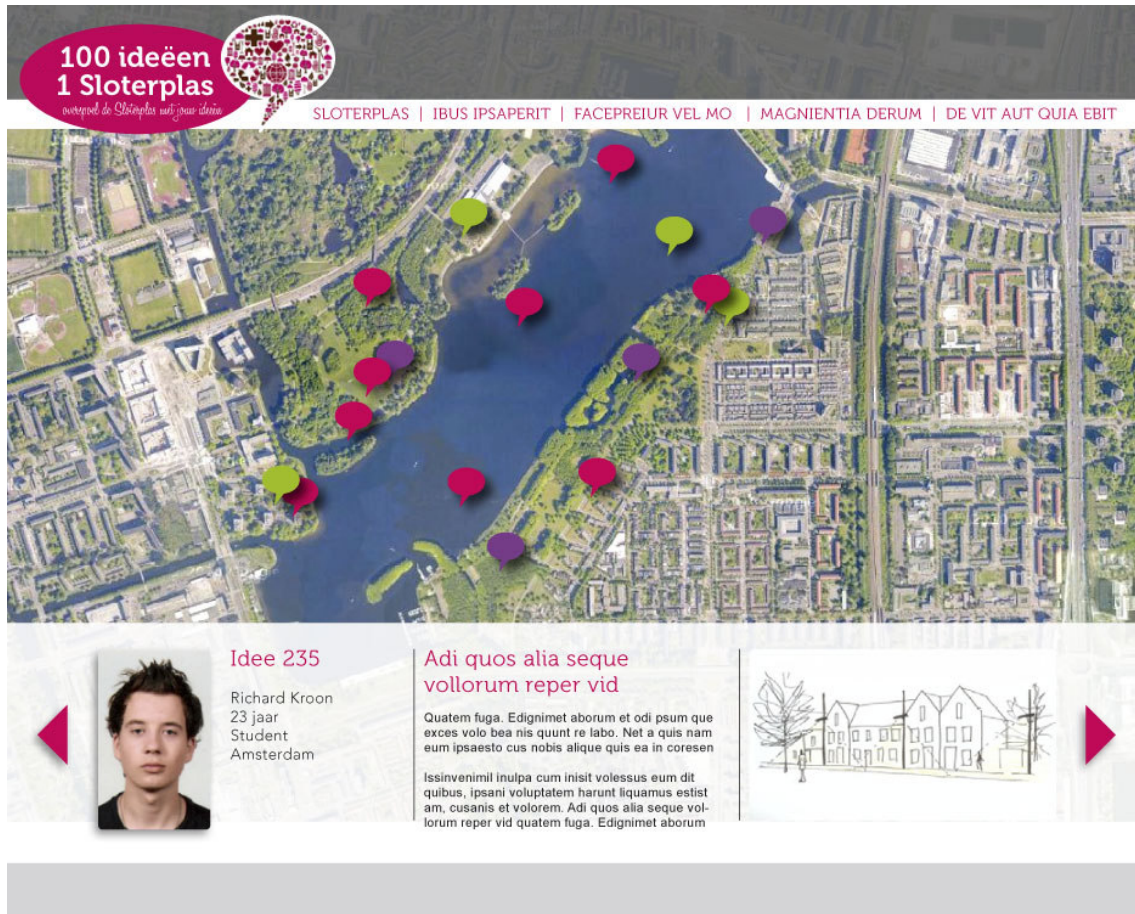 100 ideëen
1 Sloterplas
overspoel de Sloterplas met jouw ideeën
SLOTERPLAS | IBUS IPSAPERIT | FACEPREIUR VEL MO | MAGNIENTIA DERUM | DE VIT AUT QUIA EBIT
Idee 235
Richard Kroon
23 jaar
Student
Amsterdam
Adi quos alia seque
vollorum reper vid
Quatem fuga. Edignimet aborum et odi psum que
exces volo bea nis quunt re labo. Net a quis nam
eum ipsaesto cus nobis alique quis ea in coresen
Issinvenimil inulpa cum inisit volessus eum dit
quibus, ipsani voluptatem harunt liquamus estist
am, cusanis et volorem. Adi quos alia seque vol-
lorum reper vid quatem fuga. Edignimet aborum